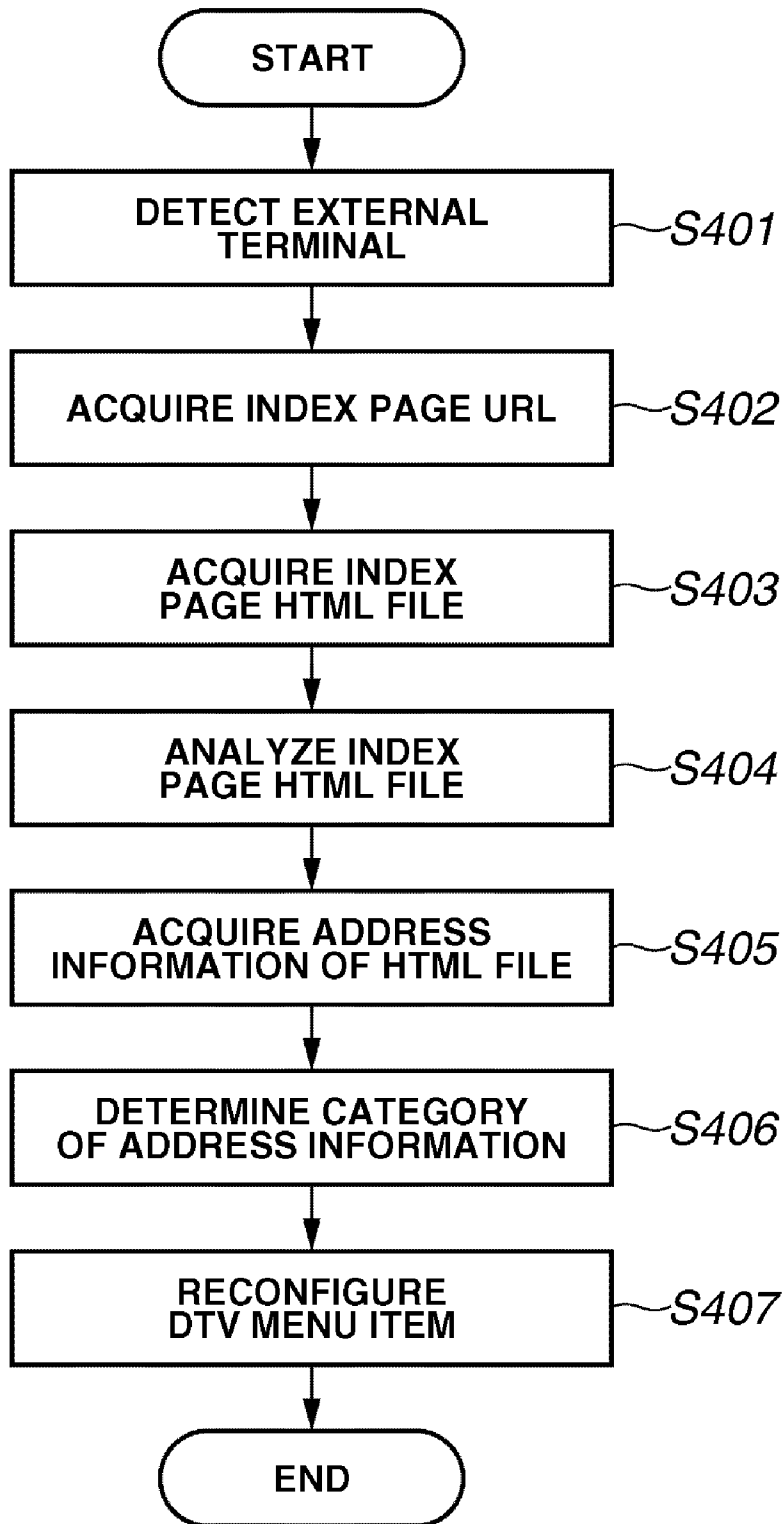 START
DETECT EXTERNAL
TERMINAL
S401
ACQUIRE INDEX PAGE URL
S402
ACQUIRE INDEX
PAGE HTML FILE
S403
ANALYZE INDEX
PAGE HTML FILE
S404
ACQUIRE ADDRESS
INFORMATION OF HTML FILE
S405
DETERMINE CATEGORY
OF ADDRESS INFORMATION
S406
RECONFIGURE
DTV MENU ITEM
S407
END